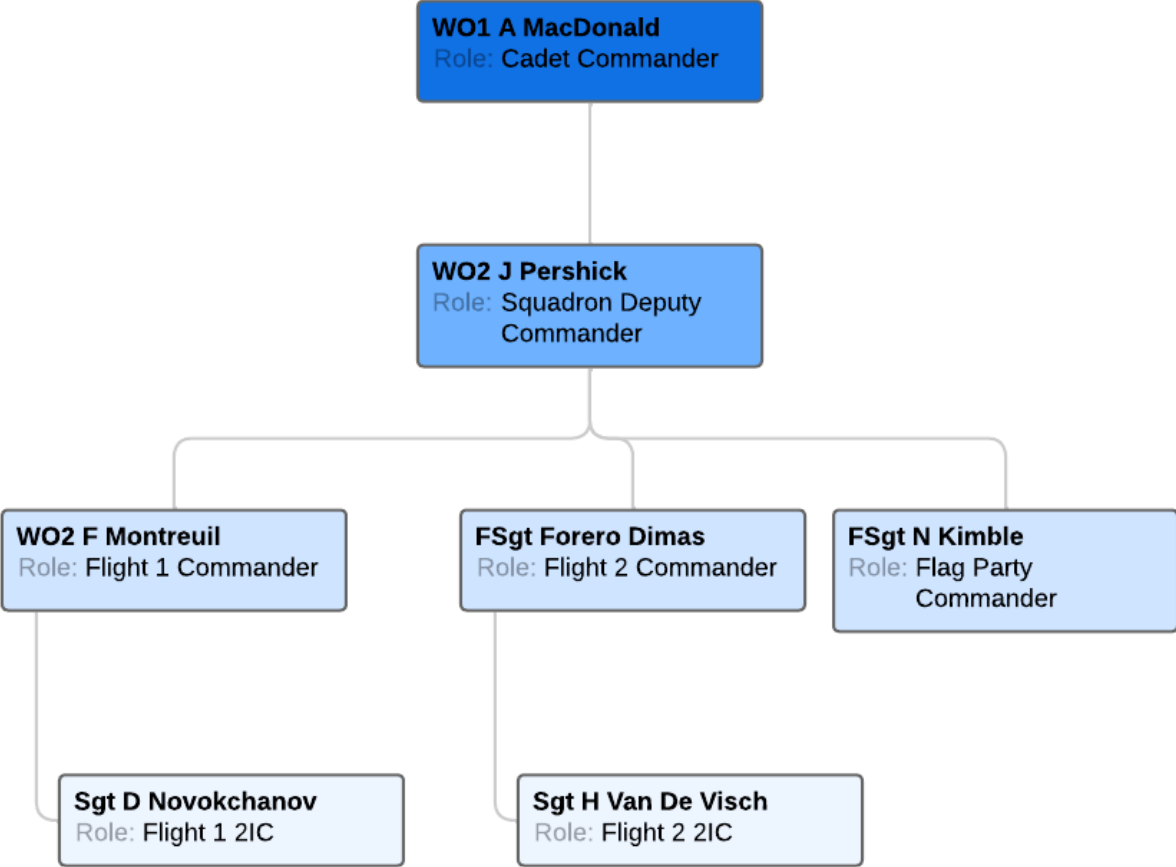 WO1 A MacDonald
Role: Cadet Commander
WO2 J Pershick
Role: Squadron Deputy
Commander
WO2 F Montreuil
Role: Flight 1 Commander
FSgt Forero Dimas
Role: Flight 2 Commander
FSgt N Kimble
Role: Flag Party
Commander
Sgt D Novokchanov
Role: Flight 1 2IC
Sgt H Van De Visch
Role: Flight 2 2IC